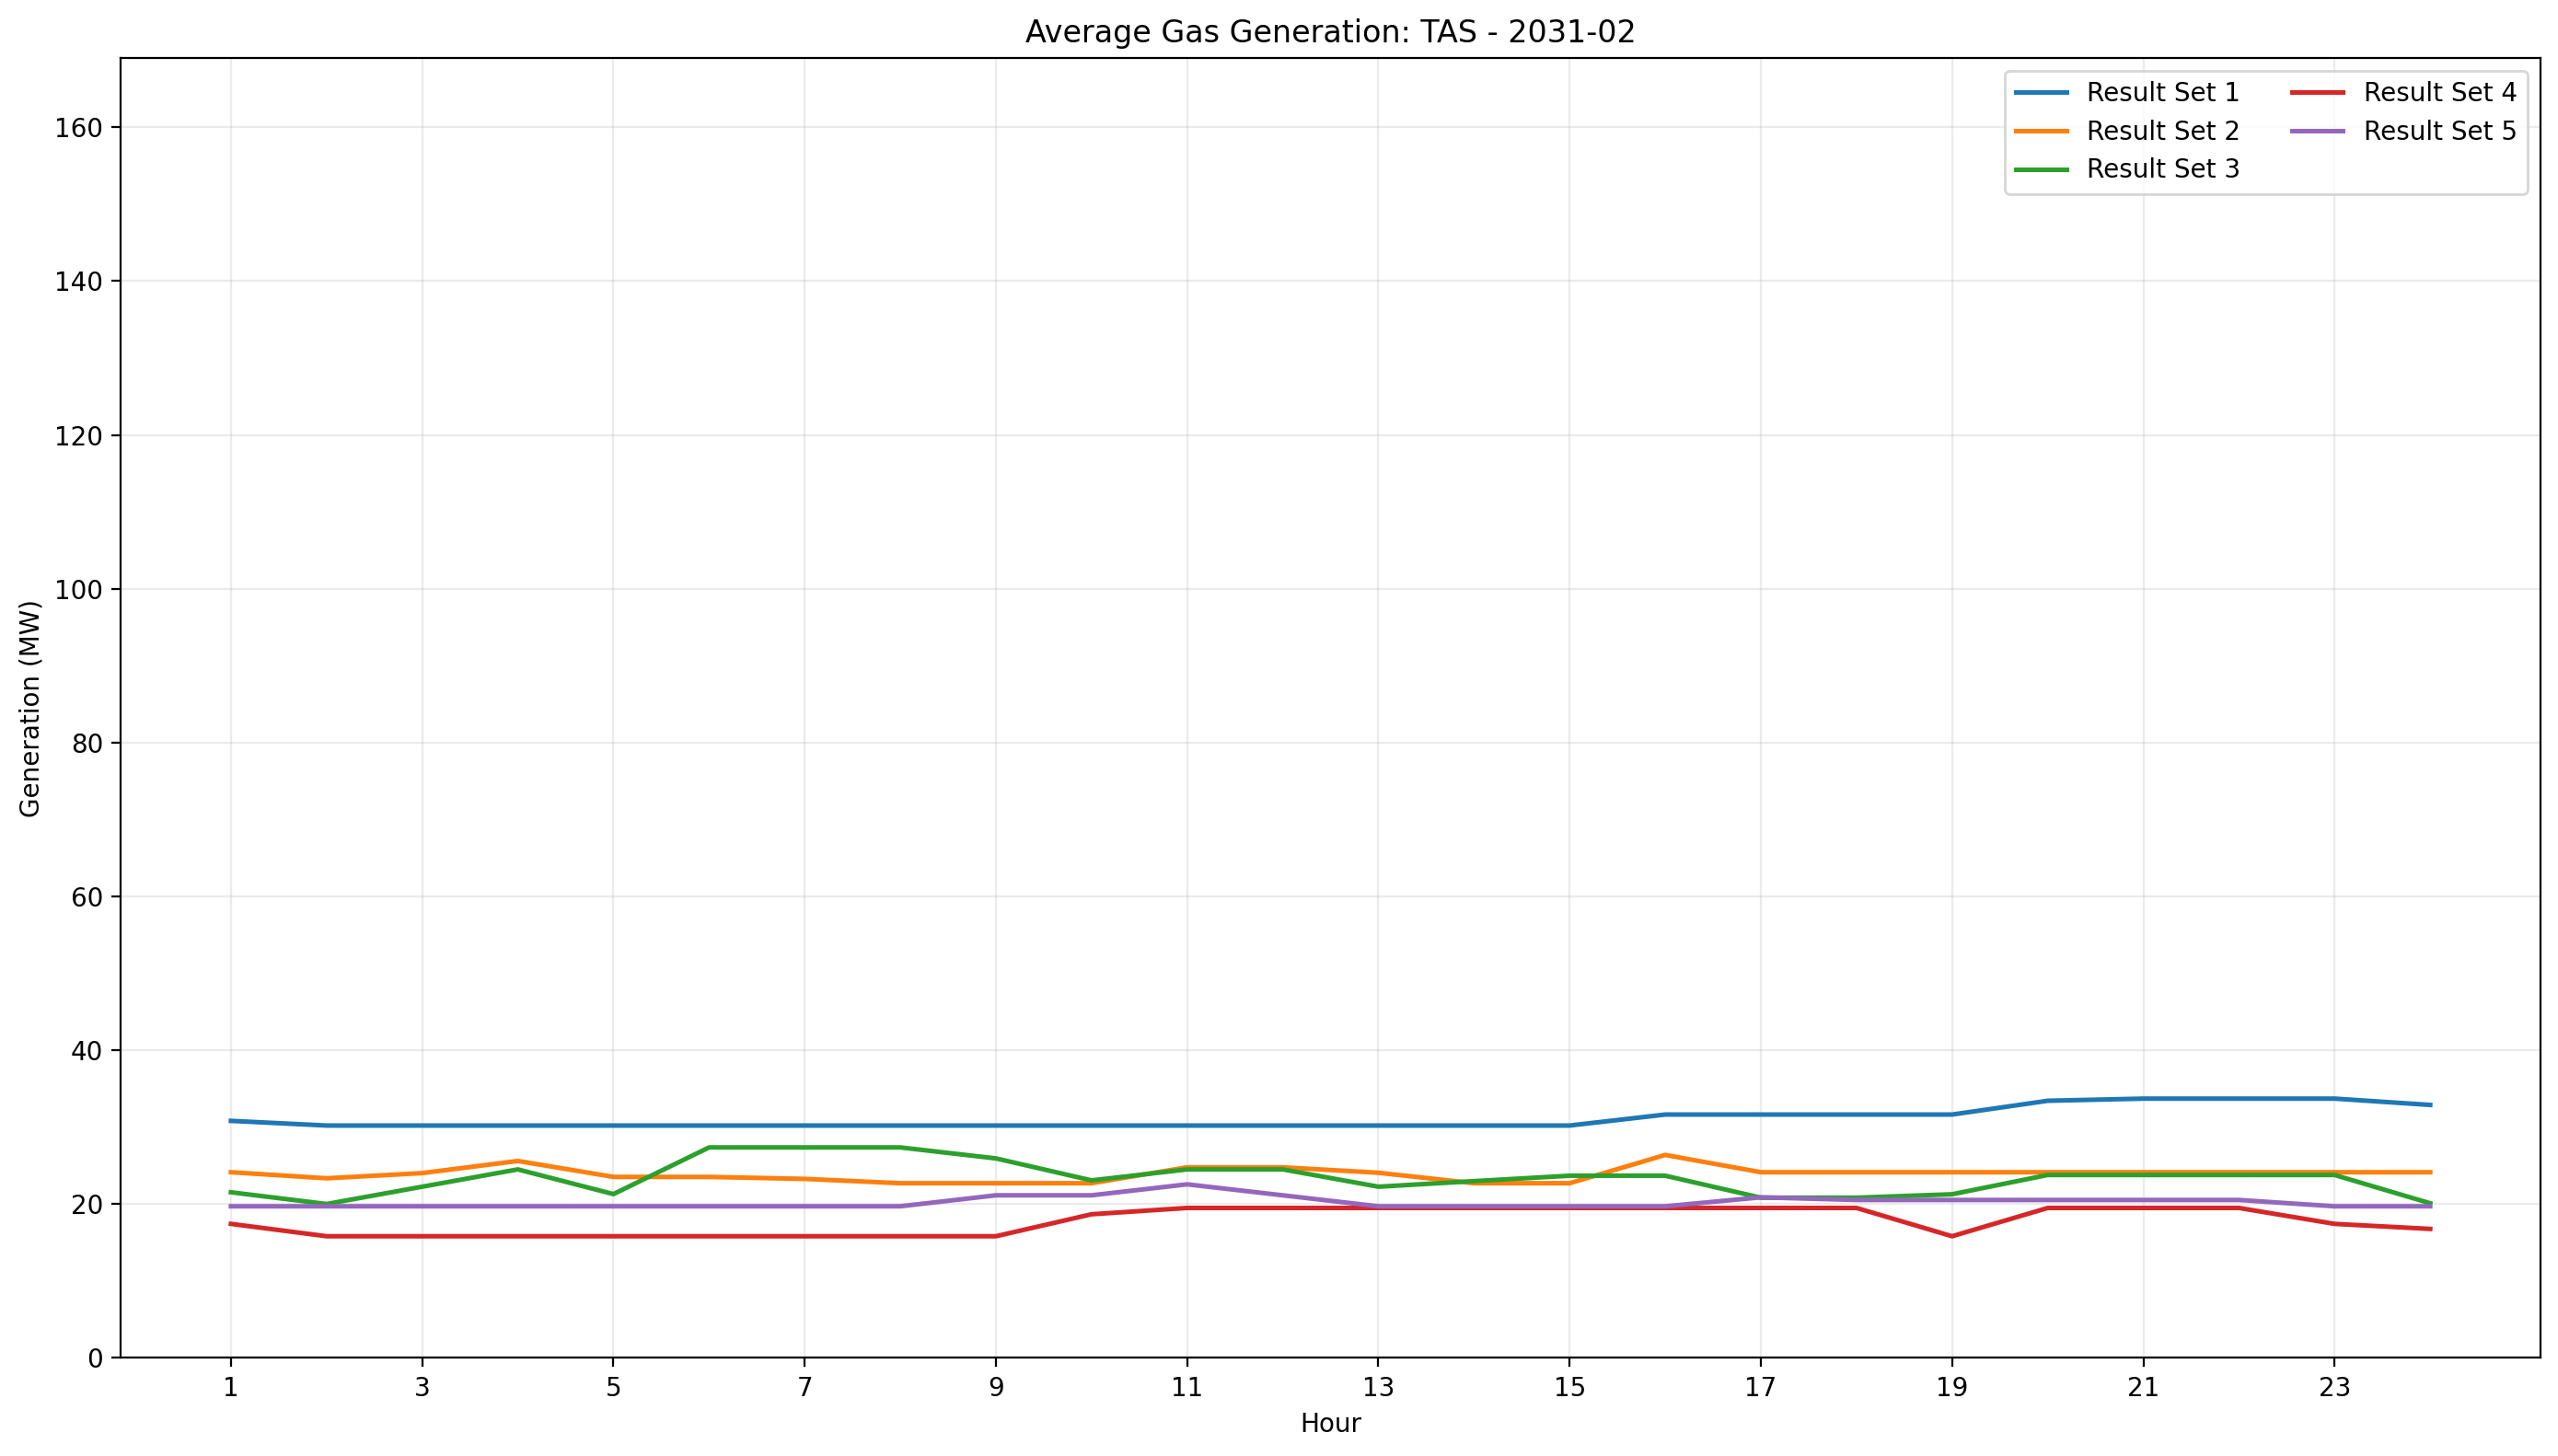 Average Gas Generation: TAS - 2031-02
Result Set 1
Result Set 2
Result Set 3
Result Set 4
Result Set 5
Generation (MW)
160
140
120
100
80
60
40
20
0
1 3 5 7 9 11 13 15 17 19 21 23
Hour